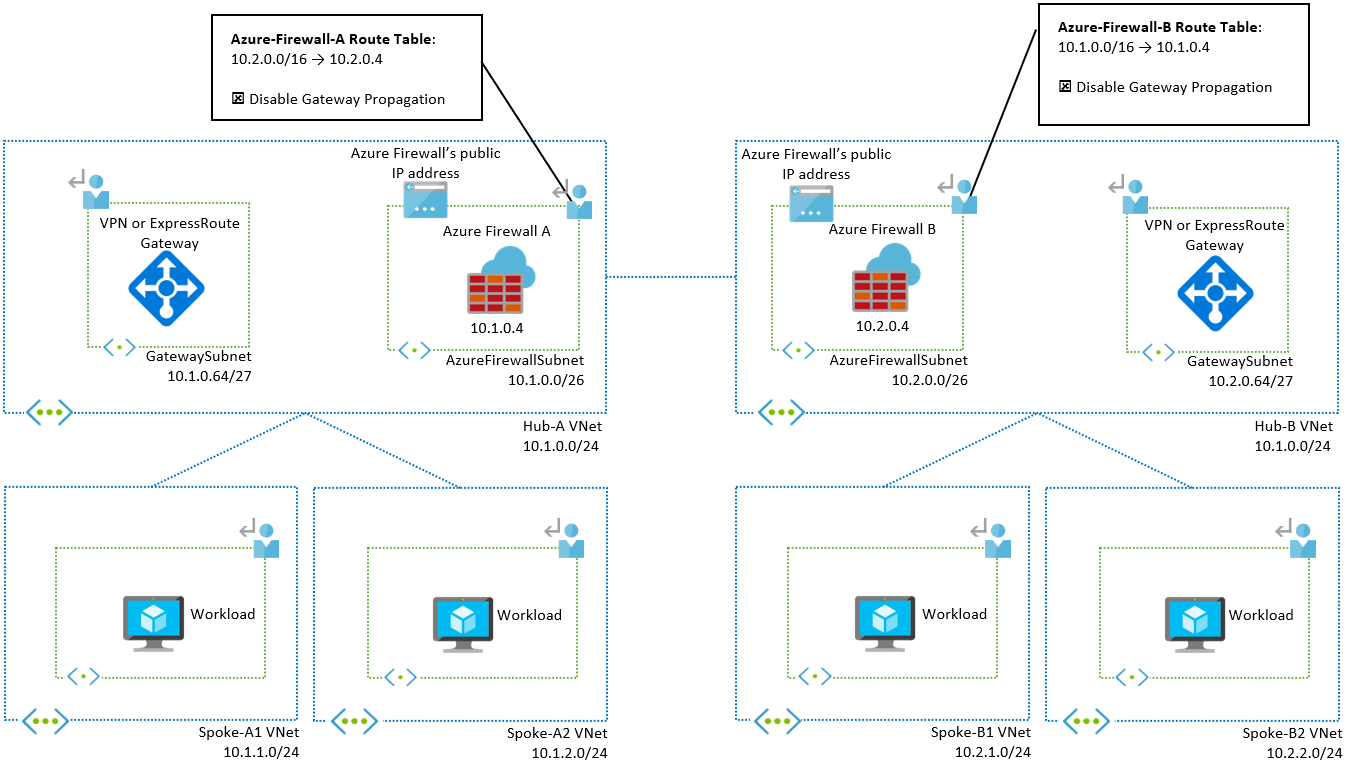 Azure-Firewall-A Route Table:
10.2.0.0/16 → 10.2.0.4
☒ Disable Gateway Propagation
Azure-Firewall-B Route Table:
10.1.0.0/16 → 10.1.0.4
☒ Disable Gateway Propagation
VPN or ExpressRoute
Gateway
GatewaySubnet
10.1.0.64/27
Azure Firewall’s public
IP address
Azure Firewall A
10.1.0.4
AzureFirewallSubnet
10.1.0.0/26
Hub-A VNet
10.1.0.0/24
Azure Firewall’s public
IP address
Azure Firewall B
10.2.0.4
AzureFirewallSubnet
10.2.0.0/26
VPN or ExpressRoute
Gateway
GatewaySubnet
10.2.0.64/27
Hub-B VNet
10.1.0.0/24
Workload
Spoke-A1 VNet
10.1.1.0/24
Workload
Spoke-A2 VNet
10.1.2.0/24
Workload
Spoke-B1 VNet
10.2.1.0/24
Workload
Spoke-B2 VNet
10.2.2.0/24